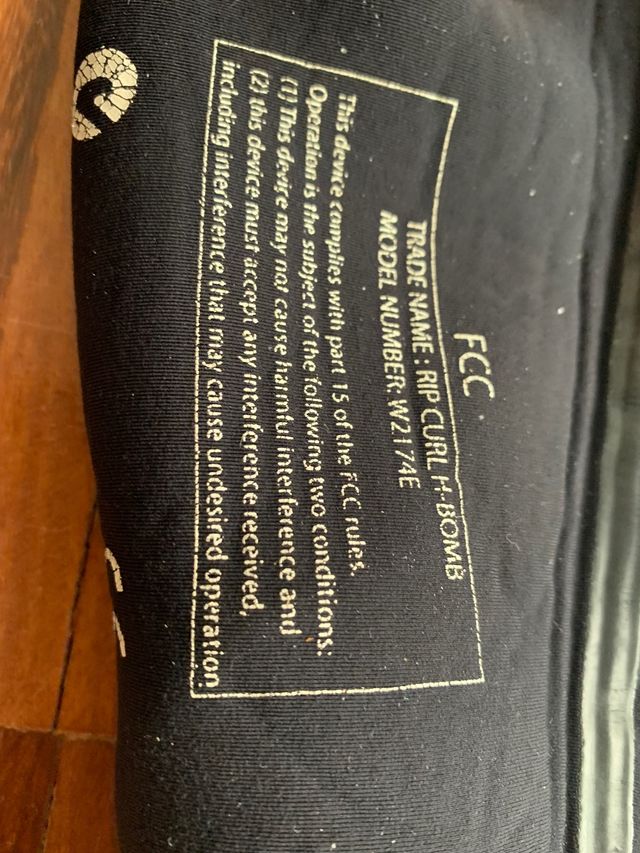 FCC
TRADE NAME : RIP CURL H-BOMB
MODEL NUMBER: W2174E
This device complies with part 15 of the FCC rules.
Operation is the subject of the following two conditions:
(1) This device may not cause harmful interference and
(2) this device must accept any interference received,
including interference that may cause undesired operation